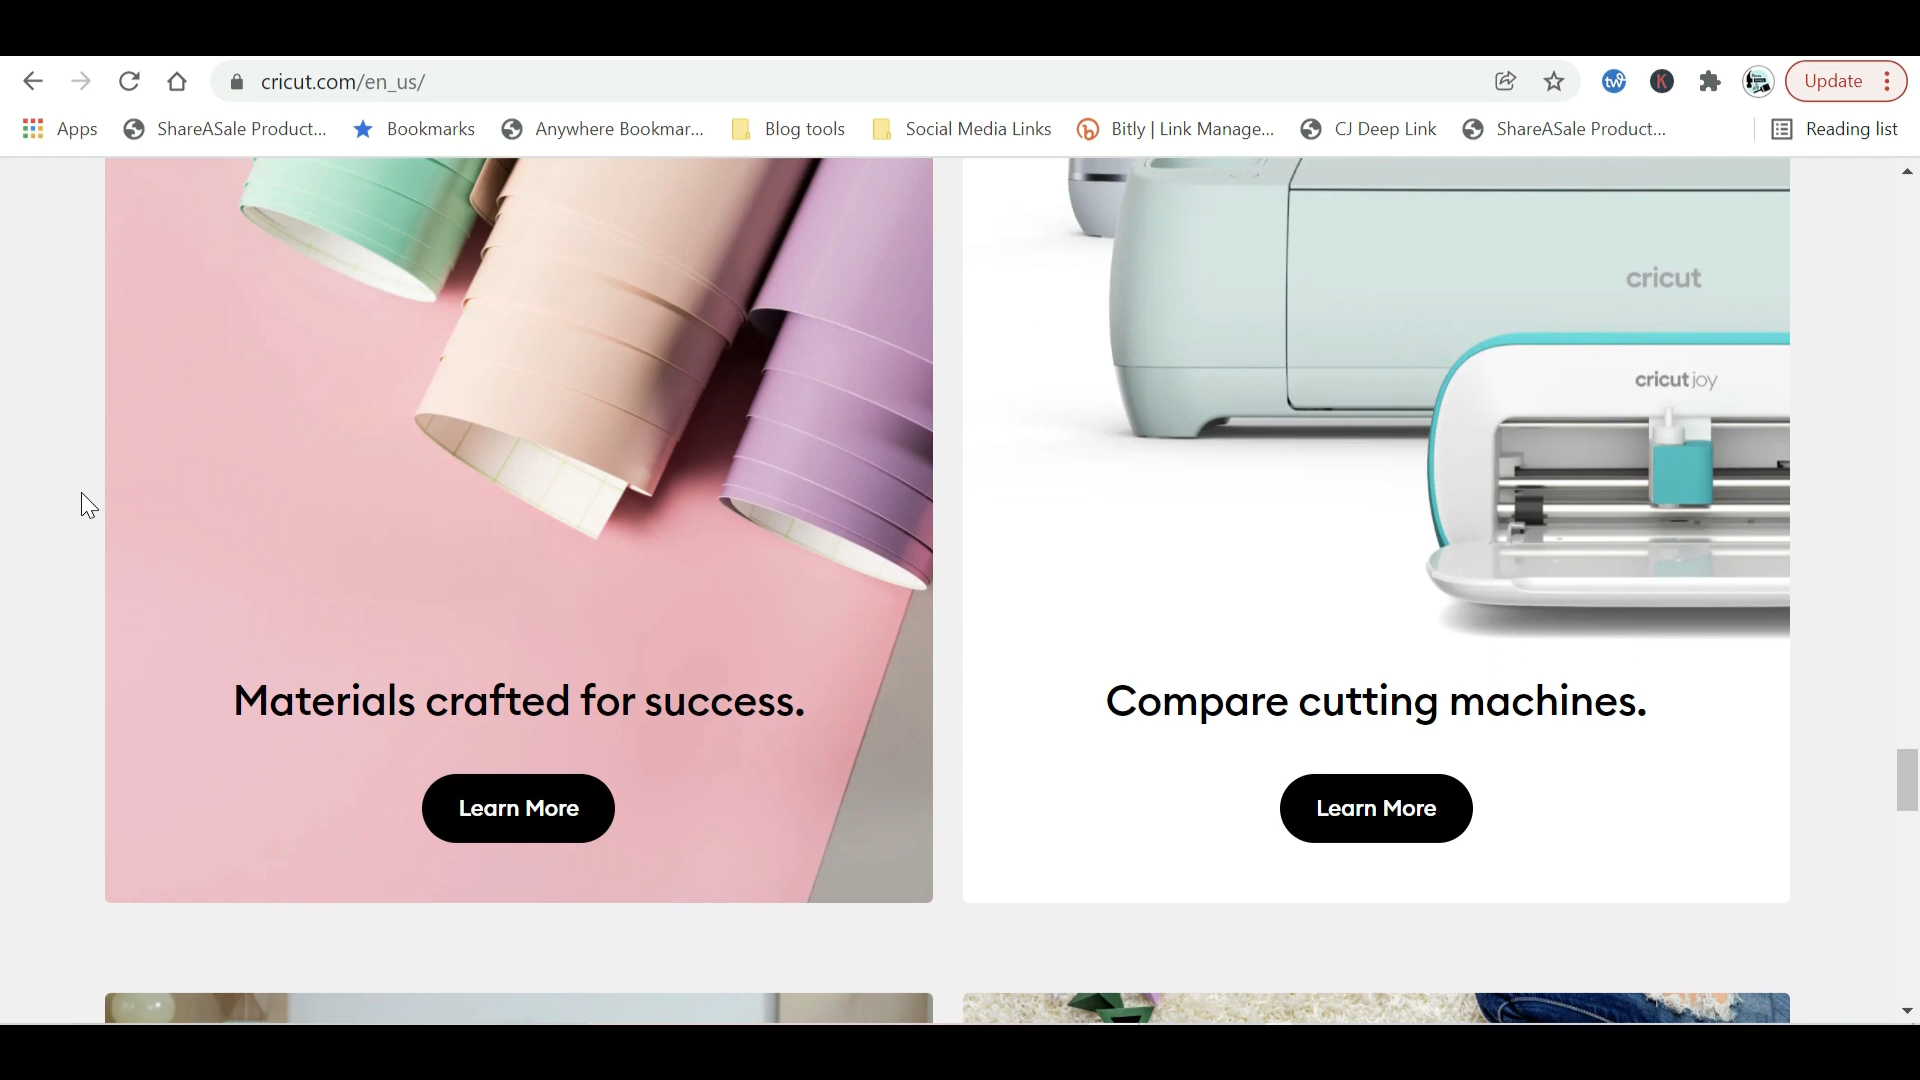 cricut.com/en_us/
Update
Apps
ShareASale Product...
Bookmarks
Anywhere Bookmar...
Blog tools
Social Media Links
Bitly | Link Manage...
CJ Deep Link
ShareASale Product...
Reading list
cricut
cricut joy
Materials crafted for success.
Compare cutting machines.
Learn More
Learn More